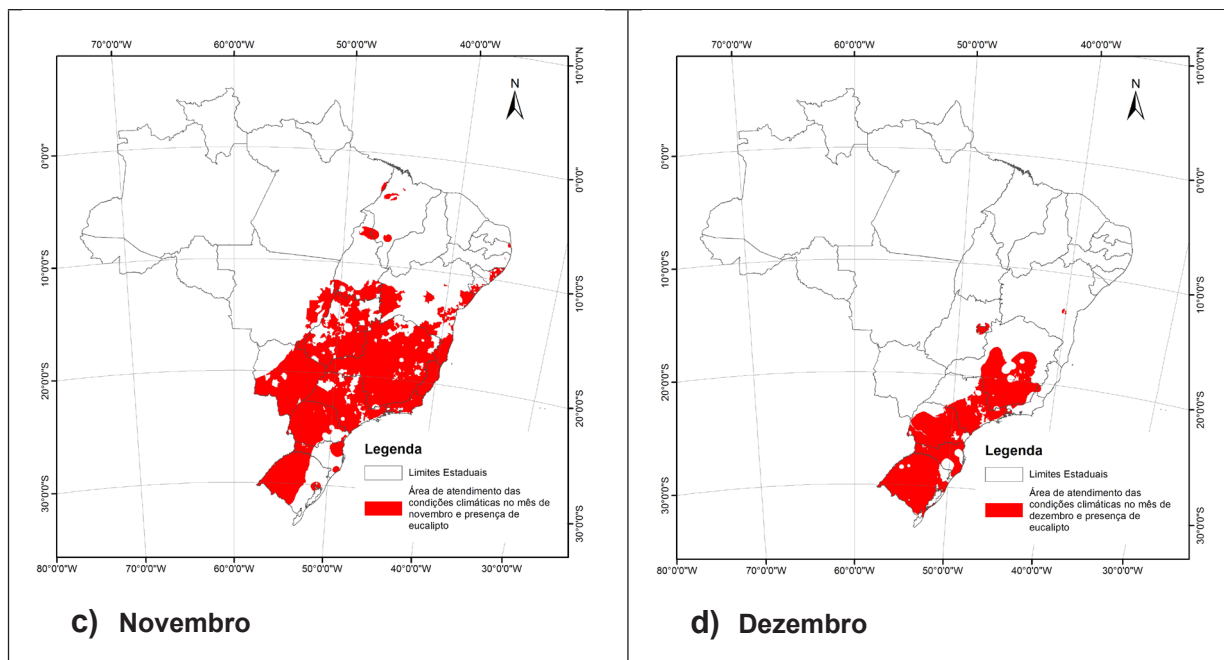 70°0'0"W 60°0'0"W 50°0'0"W 40°0'0"W
10°0'0"N
N
0°0'0"
0°0'0"
10°0'0"S
10°0'0"S
20°0'0"S
20°0'0"S
30°0'0"S
30°0'0"S
Legenda
Limites Estaduais
Área de atendimento das
condições climáticas no mês de
novembro e presença de
eucalipto
80°0'0"W 70°0'0"W 60°0'0"W 50°0'0"W 40°0'0"W 30°0'0"W
c) Novembro
70°0'0"W 60°0'0"W 50°0'0"W 40°0'0"W
10°0'0"N
N
0°0'0"
0°0'0"
10°0'0"S
10°0'0"S
20°0'0"S
20°0'0"S
30°0'0"S
30°0'0"S
Legenda
Limites Estaduais
Área de atendimento das
condições climáticas no mês de
dezembro e presença de
eucalipto
80°0'0"W 70°0'0"W 60°0'0"W 50°0'0"W 40°0'0"W 30°0'0"W
d) Dezembro